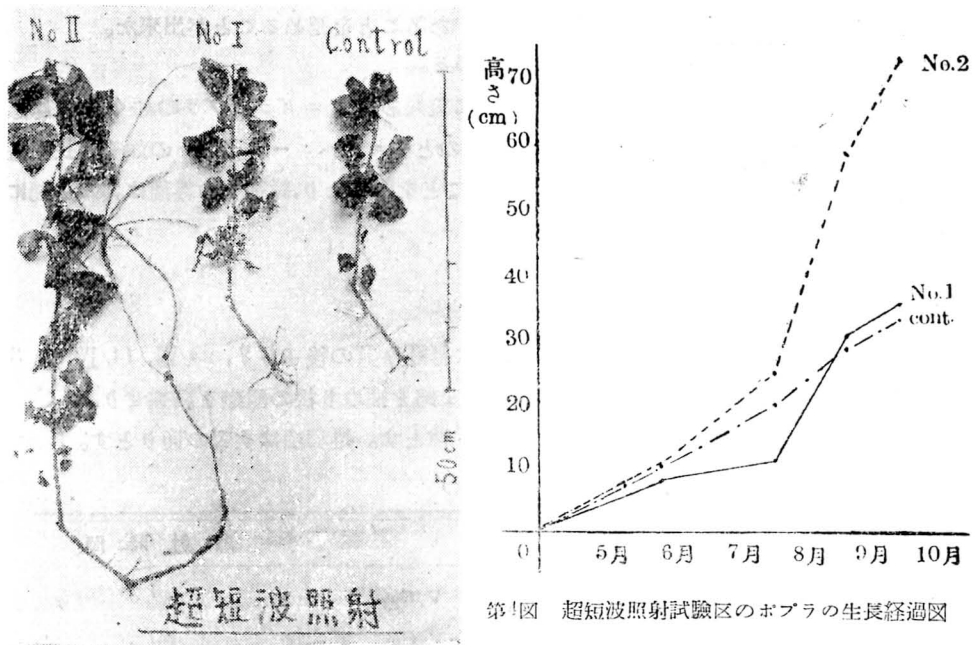 No II
No I
Control
50cm
超短波照射
高さ
(cm)
70
60
50
40
30
20
10
0
5月
6月
7月
8月
9月
10月
No.2
No.1
cont.
第1図 超短波照射試験区のポプラの生長経過図